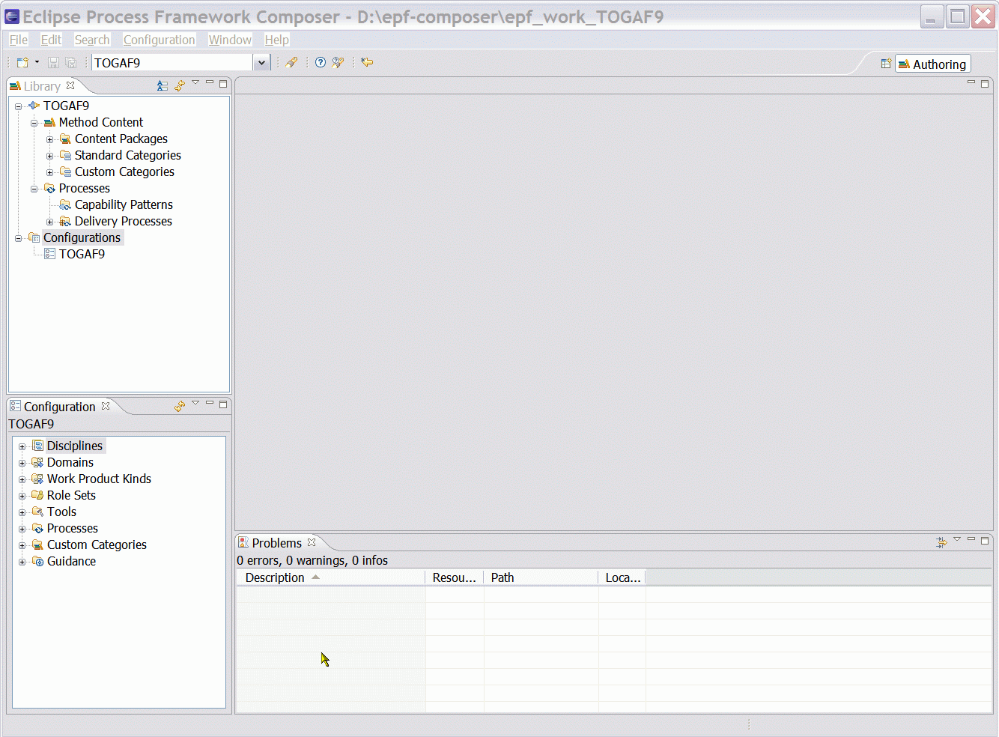 Eclipse Process Framework Composer - D:\epf-composer\epf_work_TOGAF9
File Edit Search Configuration Window Help
TOGAF9
Authoring
Library
TOGAF9
Method Content
Content Packages
Standard Categories
Custom Categories
Processes
Capability Patterns
Delivery Processes
Configurations
TOGAF9
Configuration
TOGAF9
Disciplines
Domains
Work Product Kinds
Role Sets
Tools
Processes
Custom Categories
Guidance
Problems
0 errors, 0 warnings, 0 infos
Description Resou... Path Loca...